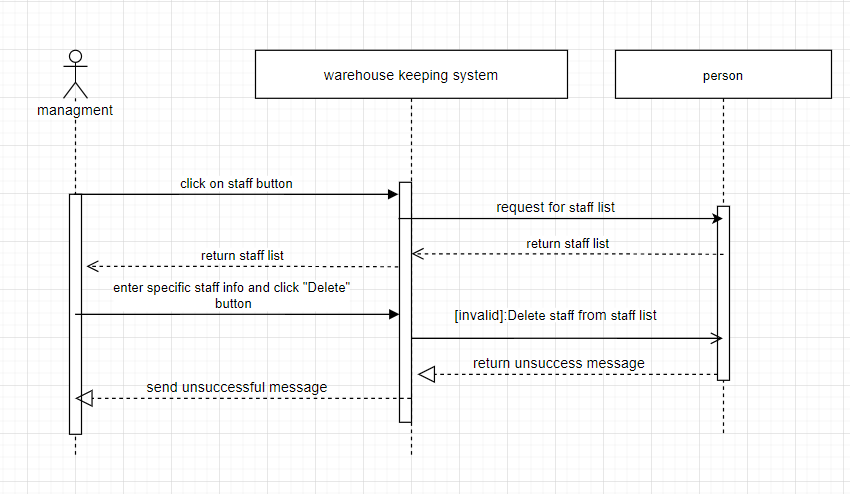 warehouse keeping system
person
managment
click on staff button
request for staff list
return staff list
return staff list
enter specific staff info and click "Delete"
button
[invalid]:Delete staff from staff list
return unsuccess message
send unsuccessful message